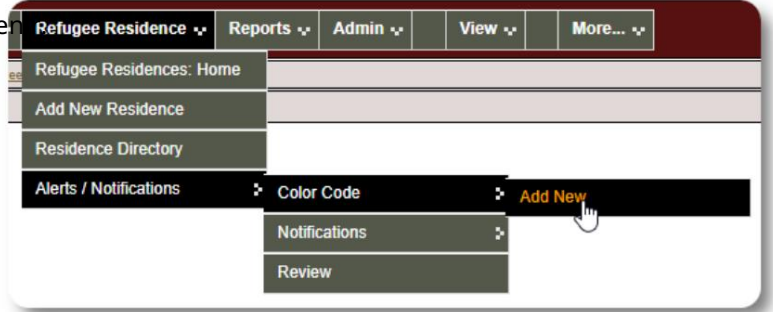 en
Refugee Residence Reports Admin View More...
Refugee Residences: Home
Add New Residence
Residence Directory
Alerts / Notifications Color Code Add New
Notifications
Review